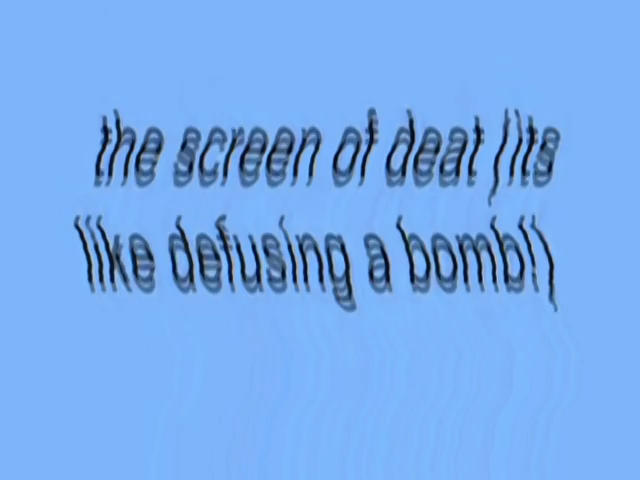 the screen of deat (its
like defusing a bomb!)